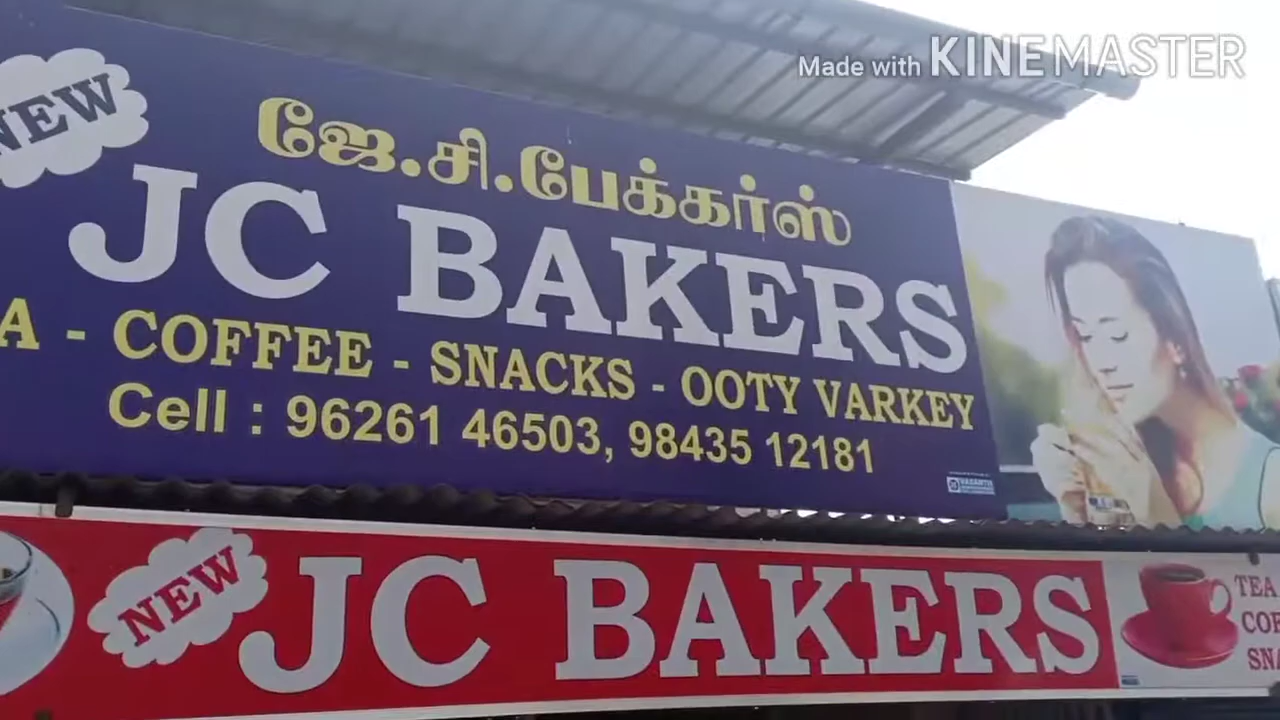 Made with KINEMASTER
NEW
ஜே.சி.பேக்கர்ஸ்
JC BAKERS
- COFFEE - SNACKS - OOTY VARKEY
Cell : 96261 46503, 98435 12181
NEW
JC BAKERS
TEA